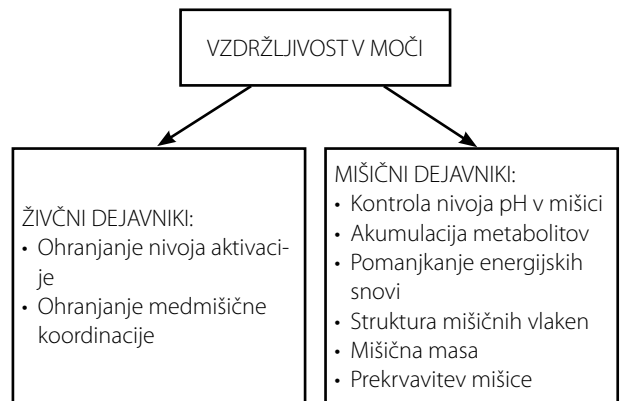 VZDRŽLJIVOST V MOČI
ŽIVČNI DEJAVNIKI:
• Ohranjanje nivoja aktivaci-
je
• Ohranjanje medmišične
koordinacije
MIŠIČNI DEJAVNIKI:
• Kontrola nivoja pH v mišici
• Akumulacija metabolitov
• Pomanjkanje energijskih
snovi
• Struktura mišičnih vlaken
• Mišična masa
• Prekrvavitev mišice